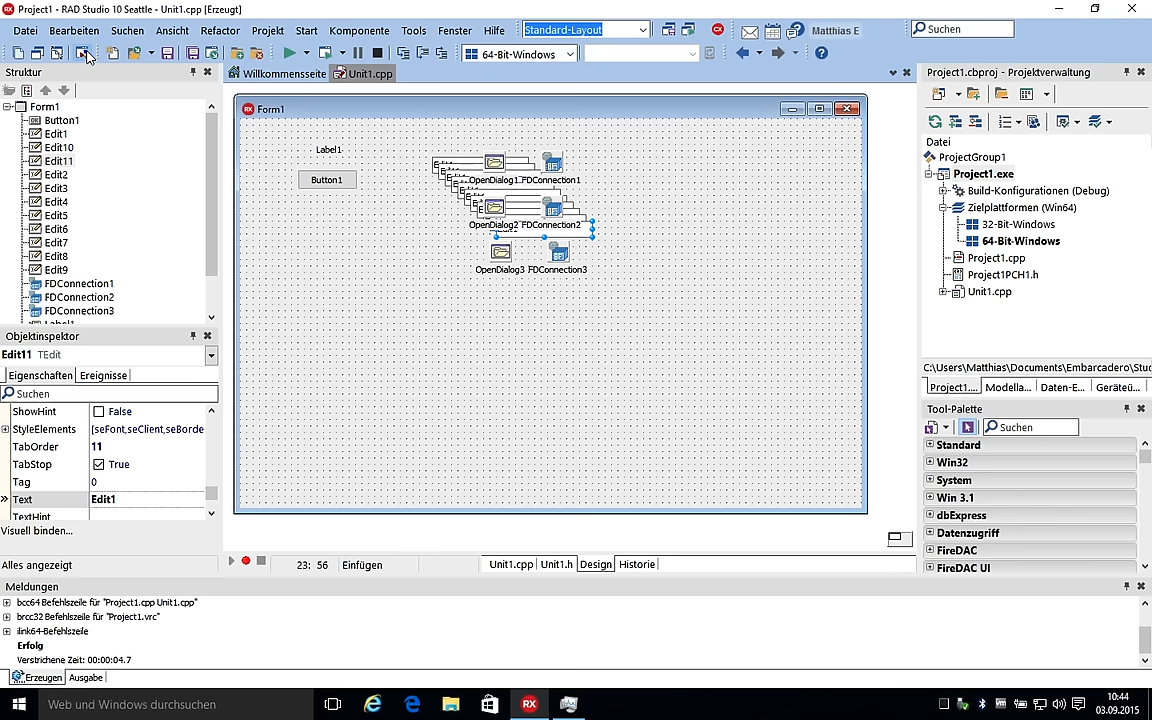 Project1 - RAD Studio 10 Seattle - Unit1.cpp [Erzeugt]
Datei Bearbeiten Suchen Ansicht Refactor Projekt Start Komponente Tools Fenster Hilfe Standard-Layout Matthias E Suchen
64-Bit-Windows
Struktur
Willkommensseite Unit1.cpp
Form1
Button1
Edit1
Edit10
Edit11
Edit2
Edit3
Edit4
Edit5
Edit6
Edit7
Edit8
Edit9
FDConnection1
FDConnection2
FDConnection3
Objektinspektor
Edit11 TEdit
Eigenschaften Ereignisse
Suchen
ShowHint False
StyleElements [seFont,seClient,seBorde
TabOrder 11
TabStop True
Tag 0
Text Edit1
TextHint
Visuell binden...
Alles angezeigt
Form1
Label1
Button1
OpenDialog1 FDConnection1
OpenDialog2 FDConnection2
OpenDialog3 FDConnection3
23: 56 Einfügen
Unit1.cpp Unit1.h Design Historie
Project1.cbproj - Projektverwaltung
Datei
ProjectGroup1
Project1.exe
Build-Konfigurationen (Debug)
Zielplattformen (Win64)
32-Bit-Windows
64-Bit-Windows
Project1.cpp
Project1PCH1.h
Unit1.cpp
C:\Users\Matthias\Documents\Embarcadero\Stuc
Project1.... Modella... Daten-E... Geräteü...
Tool-Palette
Suchen
Standard
Win32
System
Win 3.1
dbExpress
Datenzugriff
FireDAC
FireDAC UI
Meldungen
bcc64 Befehlszeile für "Project1.cpp Unit1.cpp"
brcc32 Befehlszeile für "Project1.vrc"
ilink64-Befehlszeile
Erfolg
Verstrichene Zeit: 00:00:04.7
Erzeugen Ausgabe
Web und Windows durchsuchen
10:44
03.09.2015